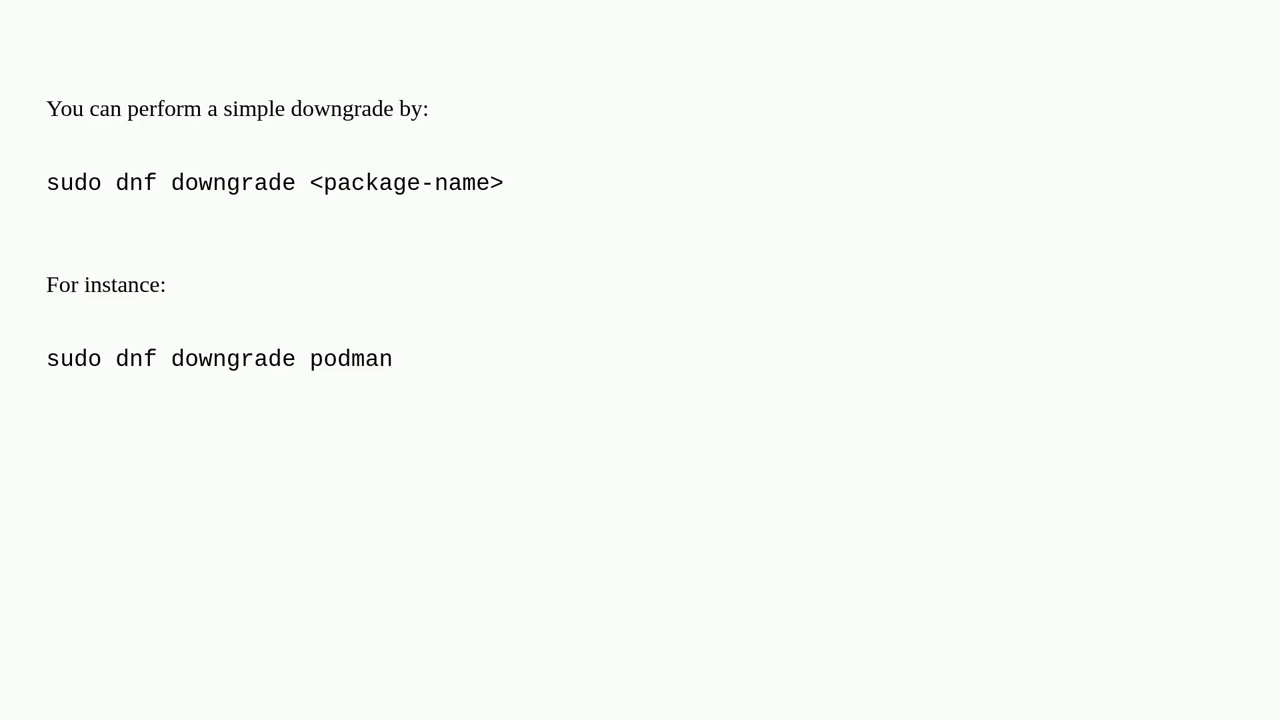 You can perform a simple downgrade by:
sudo dnf downgrade <package-name>
For instance:
sudo dnf downgrade podman